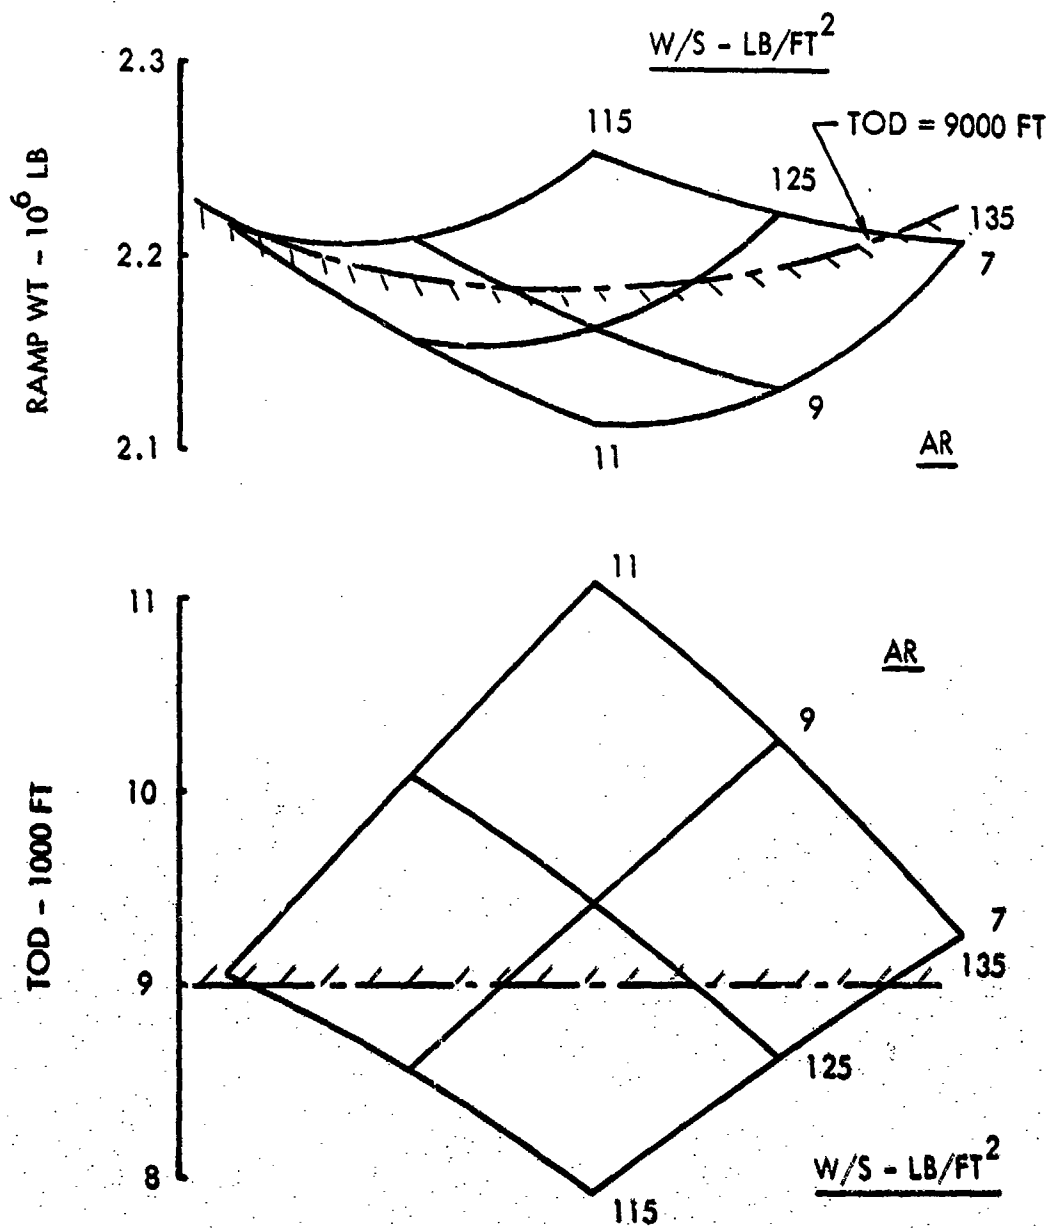 W/S - LB/FT²
2.3
115
TOD = 9000 FT
125
135
2.2
7
RAMP WT - 10⁶ LB
9
2.1
11
AR
11
11
AR
9
10
TOD - 1000 FT
7
9
135
125
8
W/S - LB/FT²
115